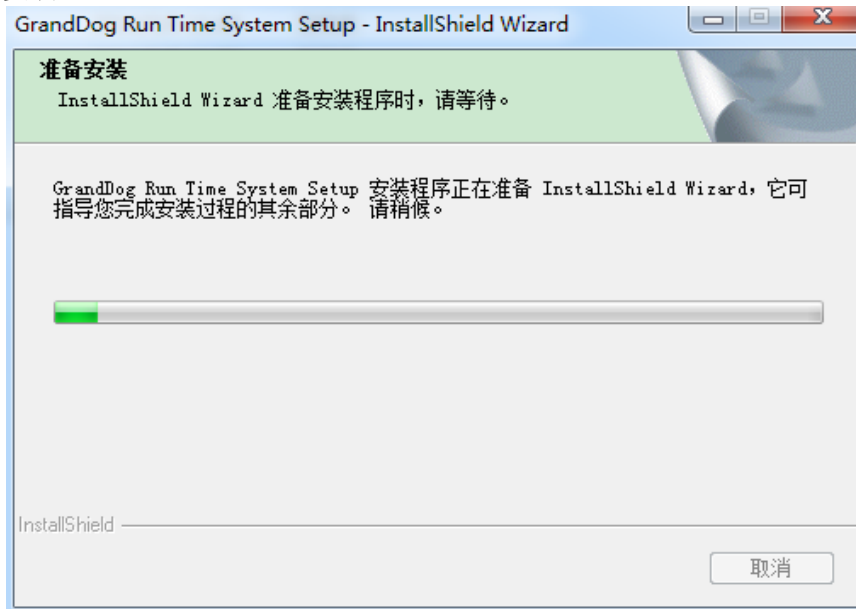 GrandDog Run Time System Setup - InstallShield Wizard
准备安装
InstallShield Wizard 准备安装程序时，请等待。
GrandDog Run Time System Setup 安装程序正在准备 InstallShield Wizard，它可
指导您完成安装过程的其余部分。 请稍候。
InstallShield
取消